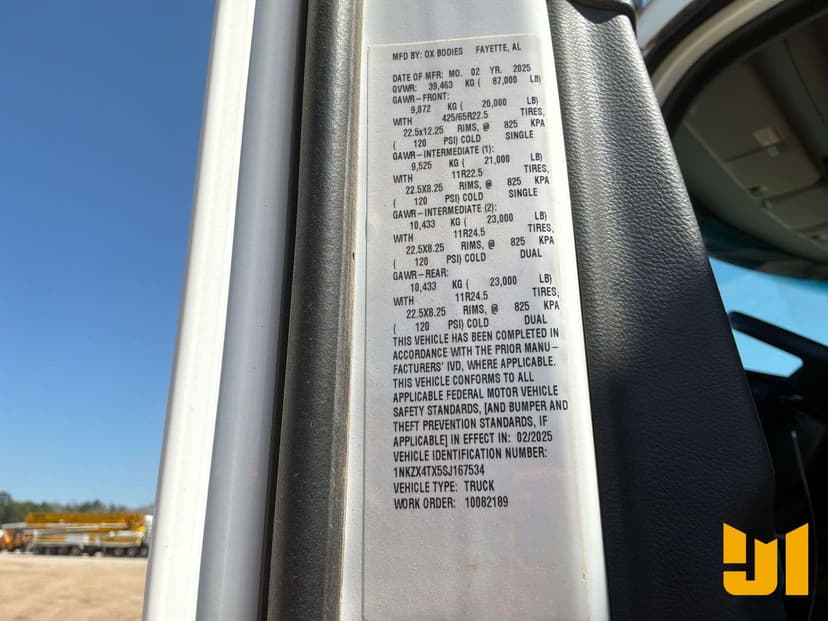 MFD BY: OX BODIES FAYETTE, AL
DATE OF MFR: MO. 02 YR. 2025
GVWR: 39,463 KG ( 87,000 LB)
GAWR-FRONT:
9,072 KG ( 20,000 LB)
WITH 425/65R22.5 TIRES,
22.5x12.25 RIMS, @ 825 KPA
( 120 PSI) COLD SINGLE
GAWR-INTERMEDIATE (1):
9,525 KG ( 21,000 LB)
WITH 11R22.5 TIRES,
22.5X8.25 RIMS, @ 825 KPA
( 120 PSI) COLD SINGLE
GAWR-INTERMEDIATE (2):
10,433 KG ( 23,000 LB)
WITH 11R24.5 TIRES,
22.5X8.25 RIMS, @ 825 KPA
( 120 PSI) COLD DUAL
GAWR-REAR:
10,433 KG ( 23,000 LB)
WITH 11R24.5 TIRES,
22.5X8.25 RIMS, @ 825 KPA
( 120 PSI) COLD DUAL
THIS VEHICLE HAS BEEN COMPLETED IN
ACCORDANCE WITH THE PRIOR MANU-
FACTURERS' IVD, WHERE APPLICABLE.
THIS VEHICLE CONFORMS TO ALL
APPLICABLE FEDERAL MOTOR VEHICLE
SAFETY STANDARDS, [AND BUMPER AND
THEFT PREVENTION STANDARDS, IF
APPLICABLE] IN EFFECT IN: 02/2025
VEHICLE IDENTIFICATION NUMBER:
1NKZX4TX5SJ167534
VEHICLE TYPE: TRUCK
WORK ORDER: 10082189